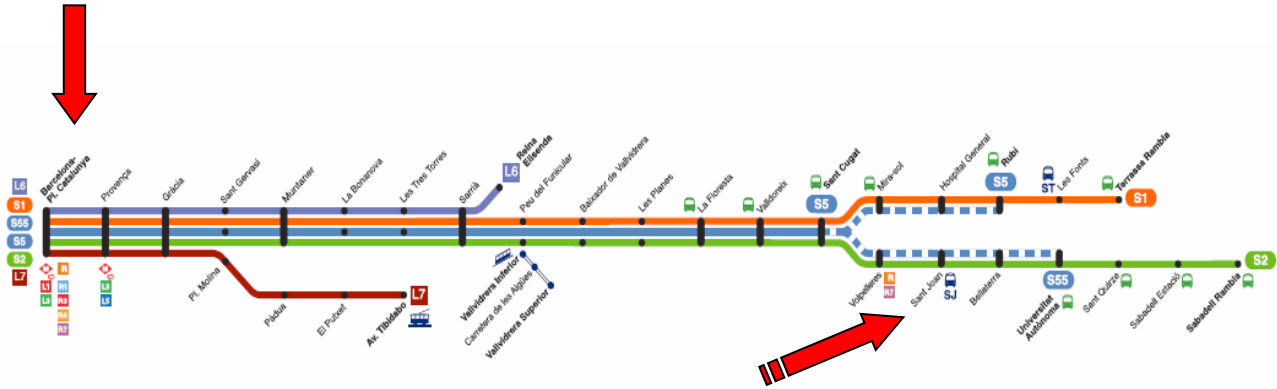 L6
S1
S55
S5
S2
L7
Barcelona-
Pl. Catalunya
Provença
Gràcia
Sant Gervasi
Muntaner
La Bonanova
Les Tres Torres
Sarrià
L6
Reina
Elisenda
Peu del Funicular
Baixador de Vallvidrera
Les Planes
La Floresta
Valldoreix
Sant Cugat
S5
Mira-sol
Hospital General
Rubí
S5
ST
Les Fonts
Terrassa Rambla
S1
R
L1
R1
L3
R3
R4
R7
L3
L5
Pl. Molina
Pàdua
El Putxet
Av. Tibidabo
L7
Vallvidrera Inferior
Carretera de les Aigües
Vallvidrera Superior
Volpelleres
R
R7
Sant Joan
SJ
Bellaterra
Universitat
Autònoma
S55
Sant Quirze
Sabadell Estació
Sabadell Rambla
S2